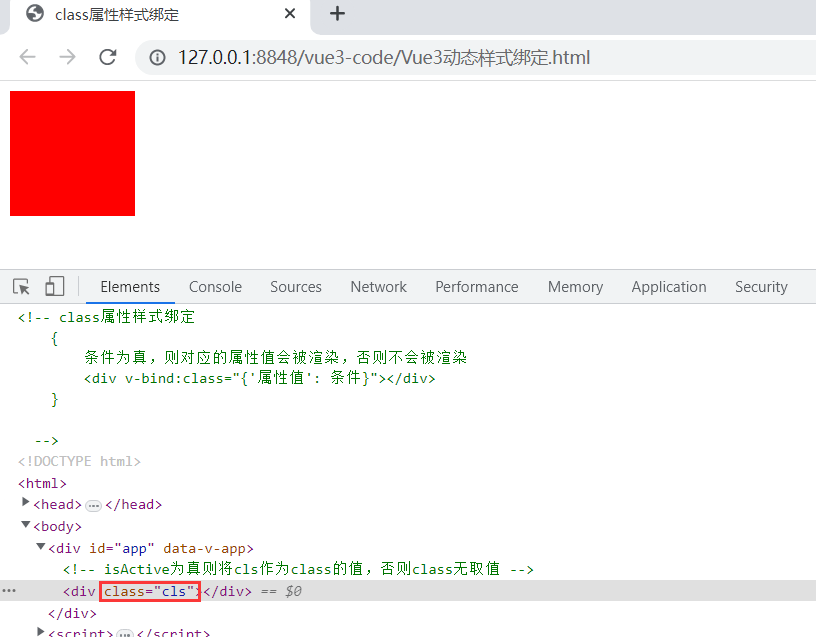 class属性样式绑定
127.0.0.1:8848/vue3-code/Vue3动态样式绑定.html
Elements Console Sources Network Performance Memory Application Security
<!-- class属性样式绑定
{
条件为真，则对应的属性值会被渲染，否则不会被渲染
<div v-bind:class="{'属性值': 条件}"></div>
}
-->
<!DOCTYPE html>
<html>
<head>…</head>
<body>
<div id="app" data-v-app>
<!-- isActive为真则将cls作为class的值，否则class无取值 -->
<div class="cls"></div> == $0
</div>
<script>…</script>